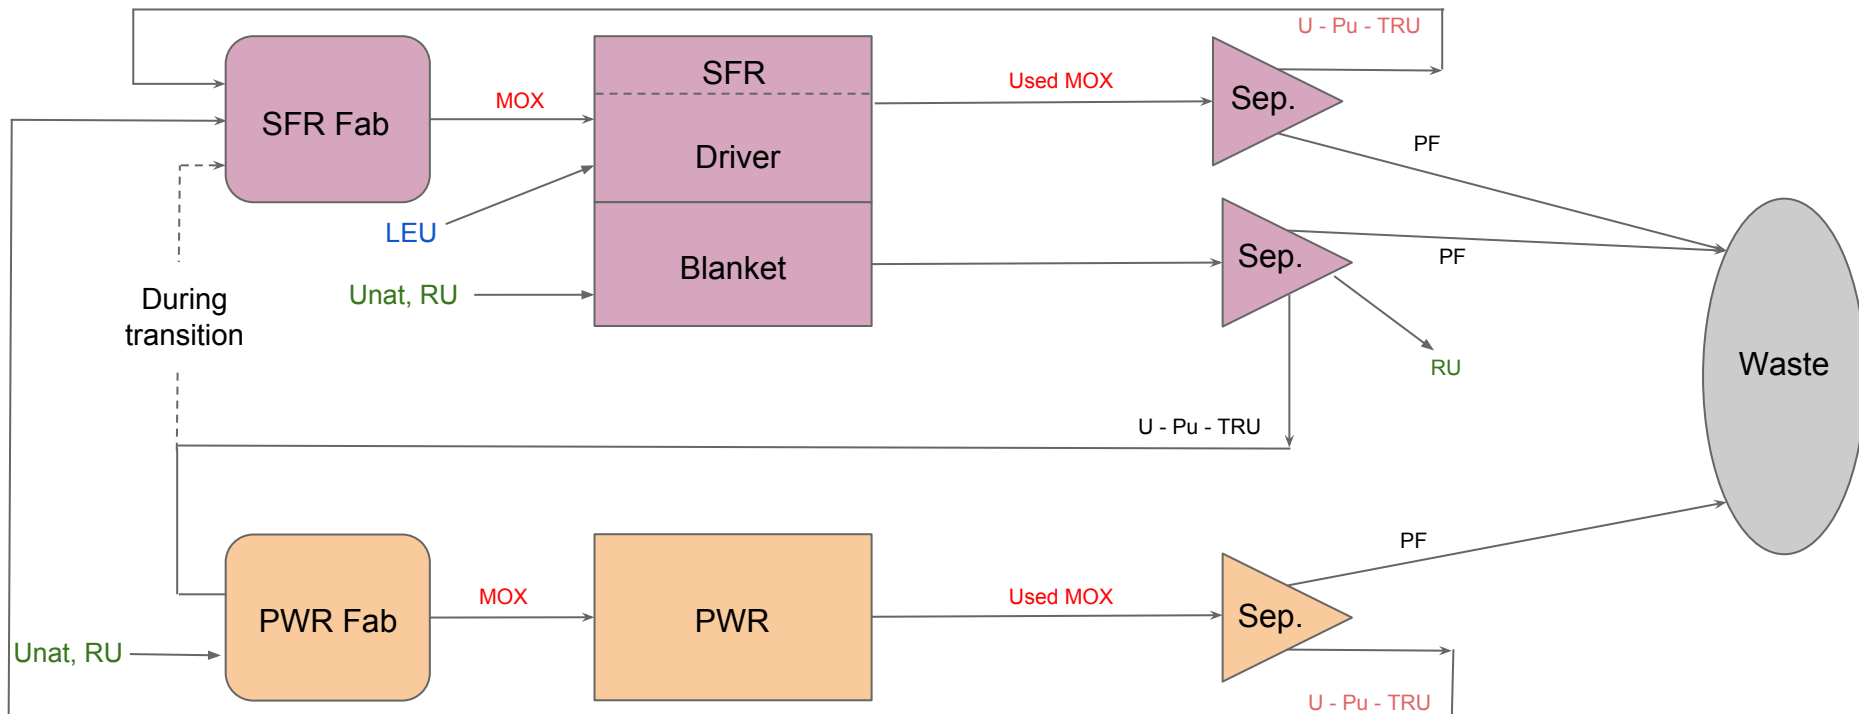 U - Pu - TRU
SFR
Used MOX
MOX
Sep.
SFR Fab
PF
Driver
LEU
Sep.
PF
Blanket
Unat, RU
During
transition
RU
Waste
U - Pu - TRU
PF
MOX
Used MOX
PWR Fab
PWR
Sep.
Unat, RU
U - Pu - TRU